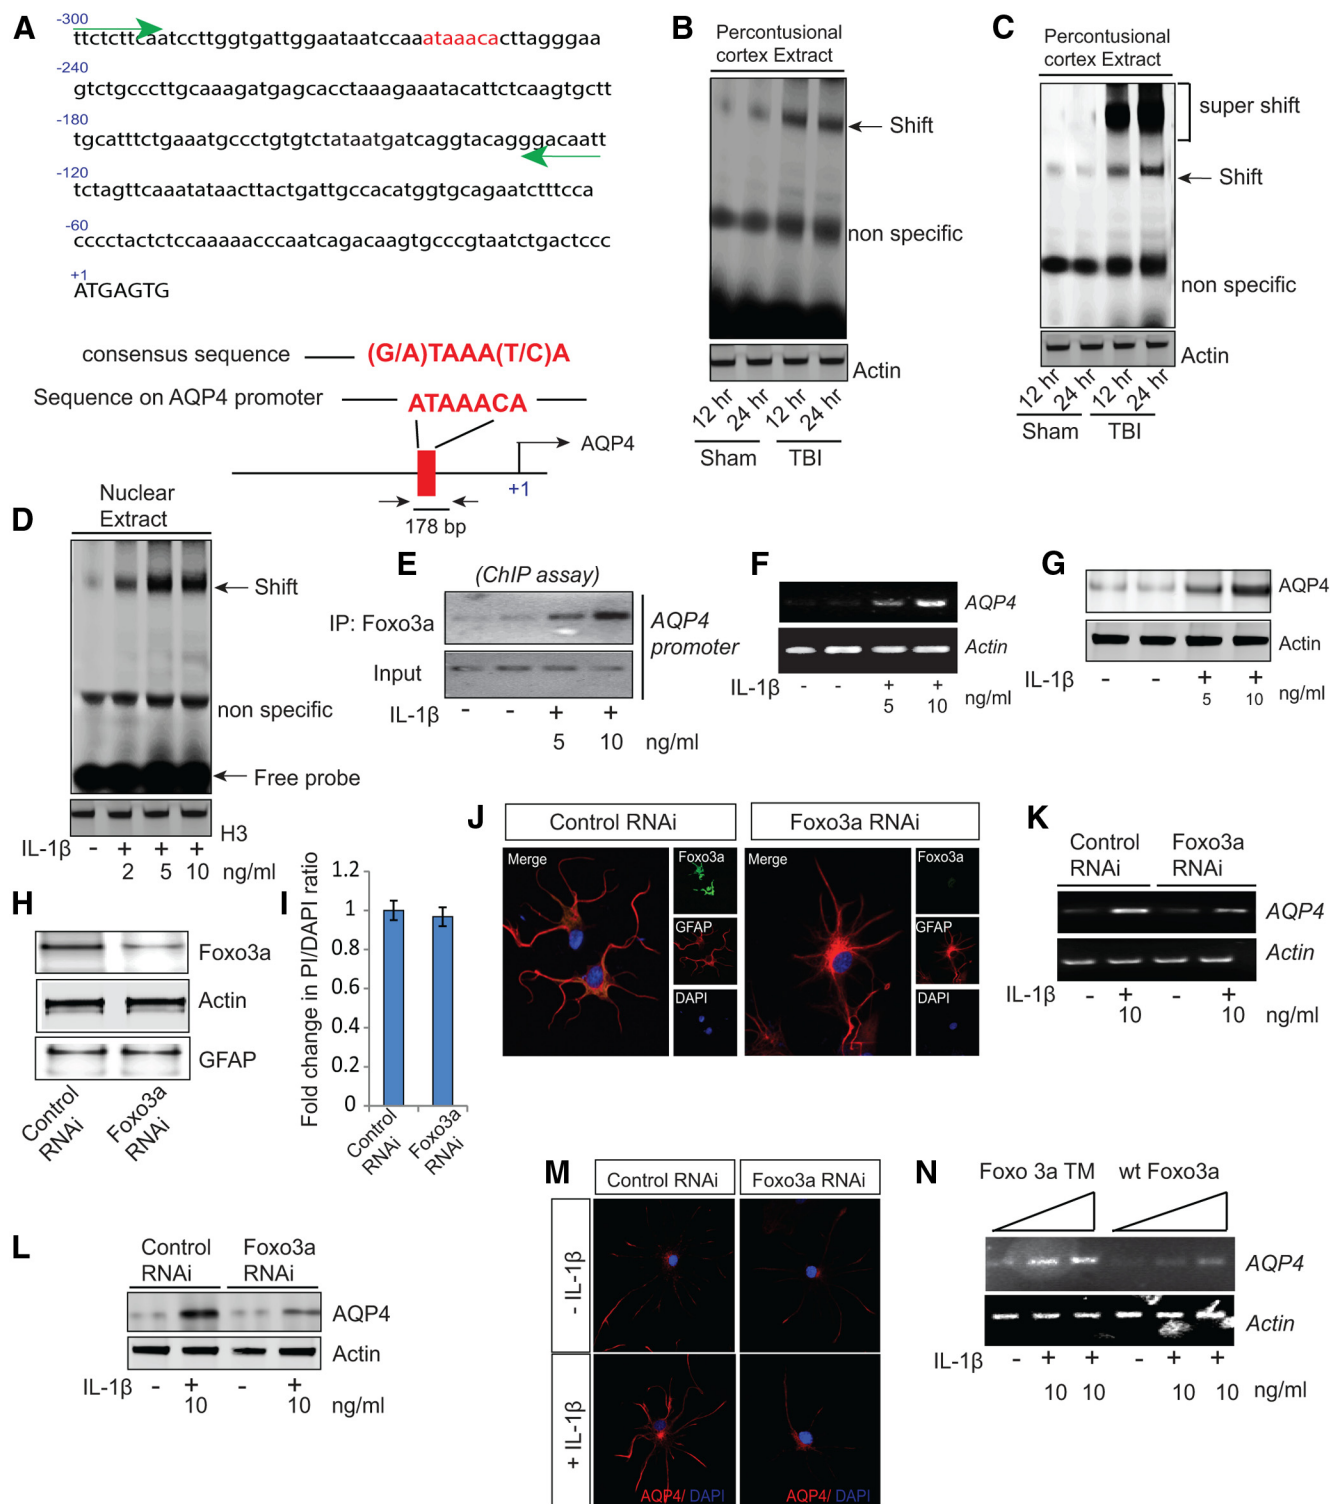 A
-300
ttctcttcaatccttggtgattggaataatccaaataaacacttagggaa
-240
gtctgcccttgcaaagatgagcacctaaagaaatacattctcaagtgctt
-180
tgcatttctgaaatgccctgtgtctataatgatcaggtacagggacaatt
-120
tctagttcaaatataacttactgattgccacatggtgcagaatctttcca
-60
cccctactctccaaaaacccaatcagacaagtgcccgtaatctgactccc
+1
ATGAGTG
consensus sequence (G/A)TAAA(T/C)A
Sequence on AQP4 promoter ATAAACA
AQP4
+1
178 bp
B
Percontusional
cortex Extract
Shift
non specific
Actin
12 hr 24 hr 12 hr 24 hr
Sham TBI
C
Percontusional
cortex Extract
super shift
Shift
non specific
Actin
12 hr 24 hr 12 hr 24 hr
Sham TBI
D
Nuclear
Extract
Shift
non specific
Free probe
H3
IL-1β - + + +
2 5 10 ng/ml
E
(ChIP assay)
IP: Foxo3a
Input
AQP4
promoter
IL-1β - - + +
5 10 ng/ml
F
AQP4
Actin
IL-1β - - + +
5 10 ng/ml
G
AQP4
Actin
IL-1β - - + +
5 10 ng/ml
H
Foxo3a
Actin
GFAP
Control
RNAi
Foxo3a
RNAi
I
Fold change in PI/DAPI ratio
1.2
1
0.8
0.6
0.4
0.2
0
Control
RNAi
Foxo3a
RNAi
J
Control RNAi Foxo3a RNAi
Merge Foxo3a Merge Foxo3a
GFAP GFAP
DAPI DAPI
K
Control
RNAi
Foxo3a
RNAi
AQP4
Actin
IL-1β - + - +
10 10 ng/ml
L
Control
RNAi
Foxo3a
RNAi
AQP4
Actin
IL-1β - + - +
10 10 ng/ml
M
Control RNAi Foxo3a RNAi
- IL-1β
+ IL-1β
AQP4/ DAPI AQP4/ DAPI
N
Foxo 3a TM wt Foxo3a
AQP4
Actin
IL-1β - + + - + +
10 10 10 10 ng/ml